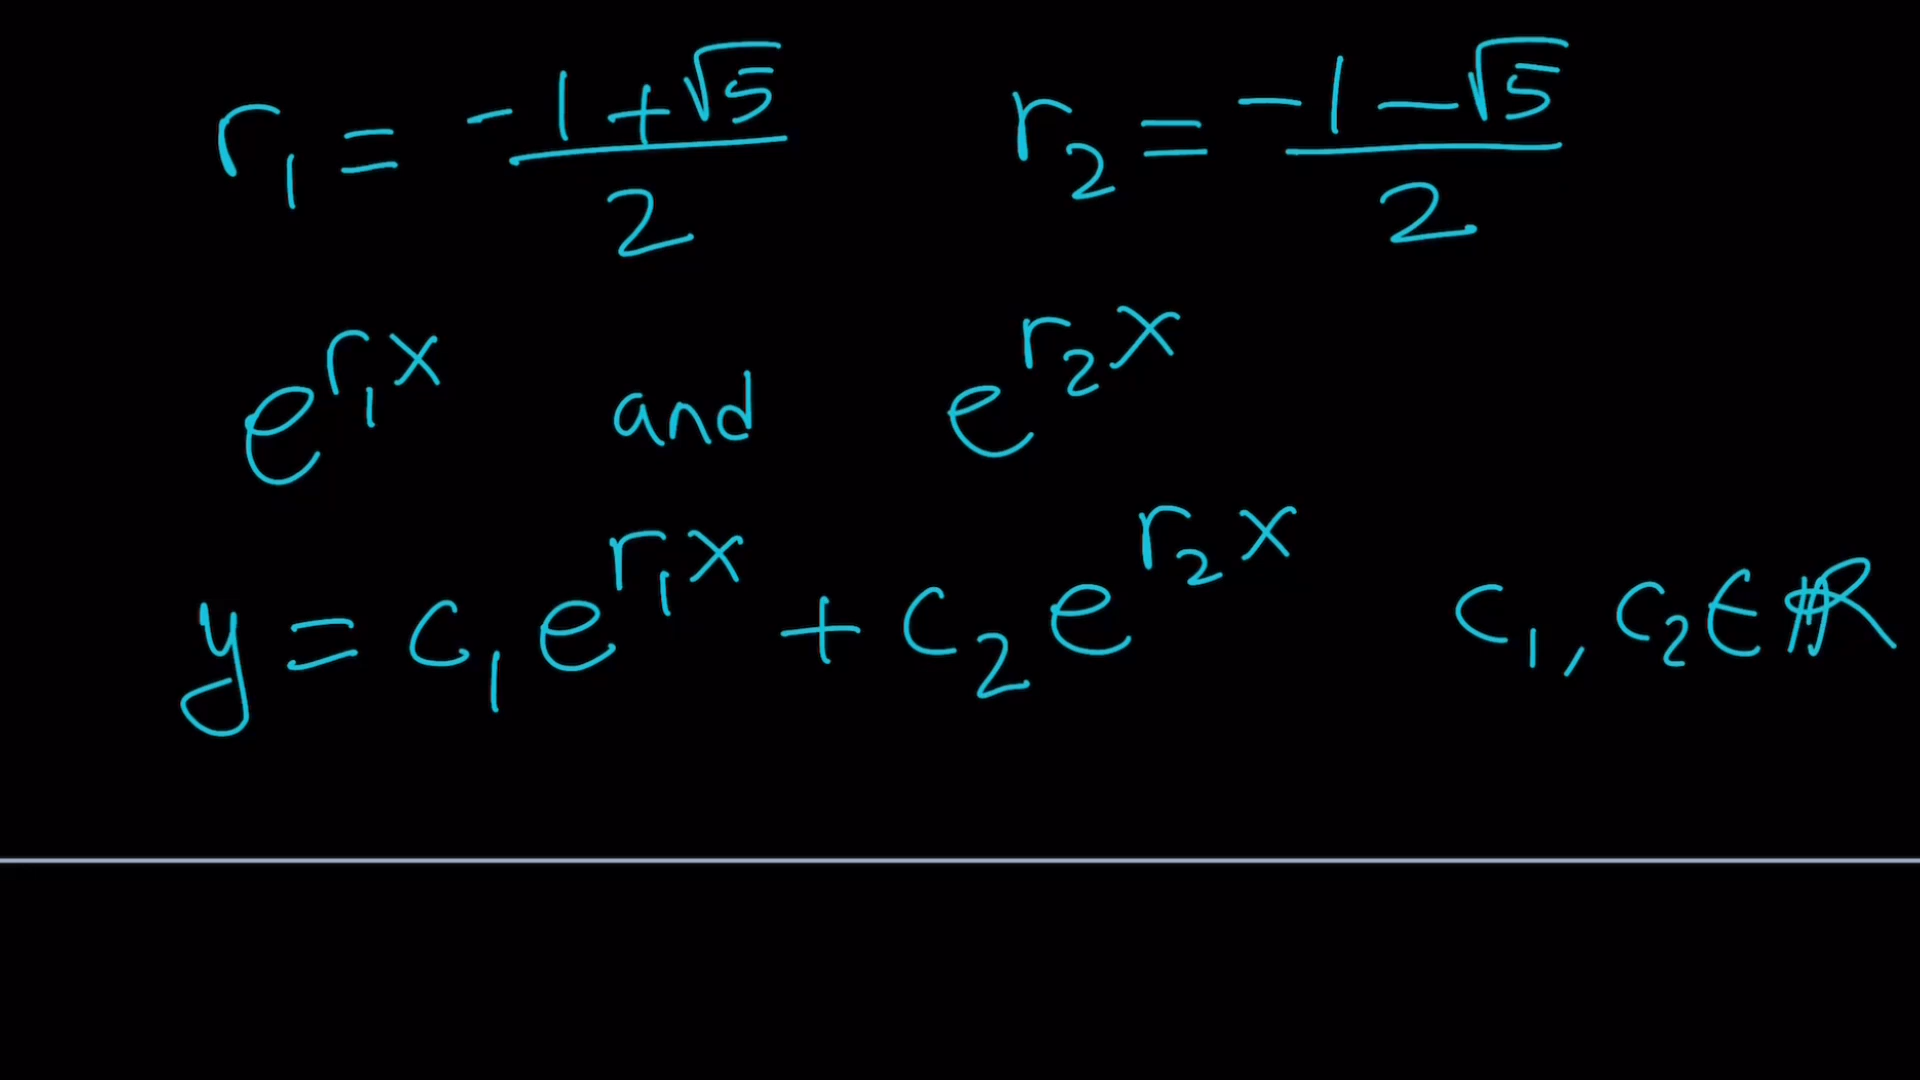 r₁ = (-1+√5)/2 r₂ = (-1-√5)/2
e^(r₁x) and e^(r₂x)
y = c₁e^(r₁x) + c₂e^(r₂x) c₁, c₂ ∈ ℝ